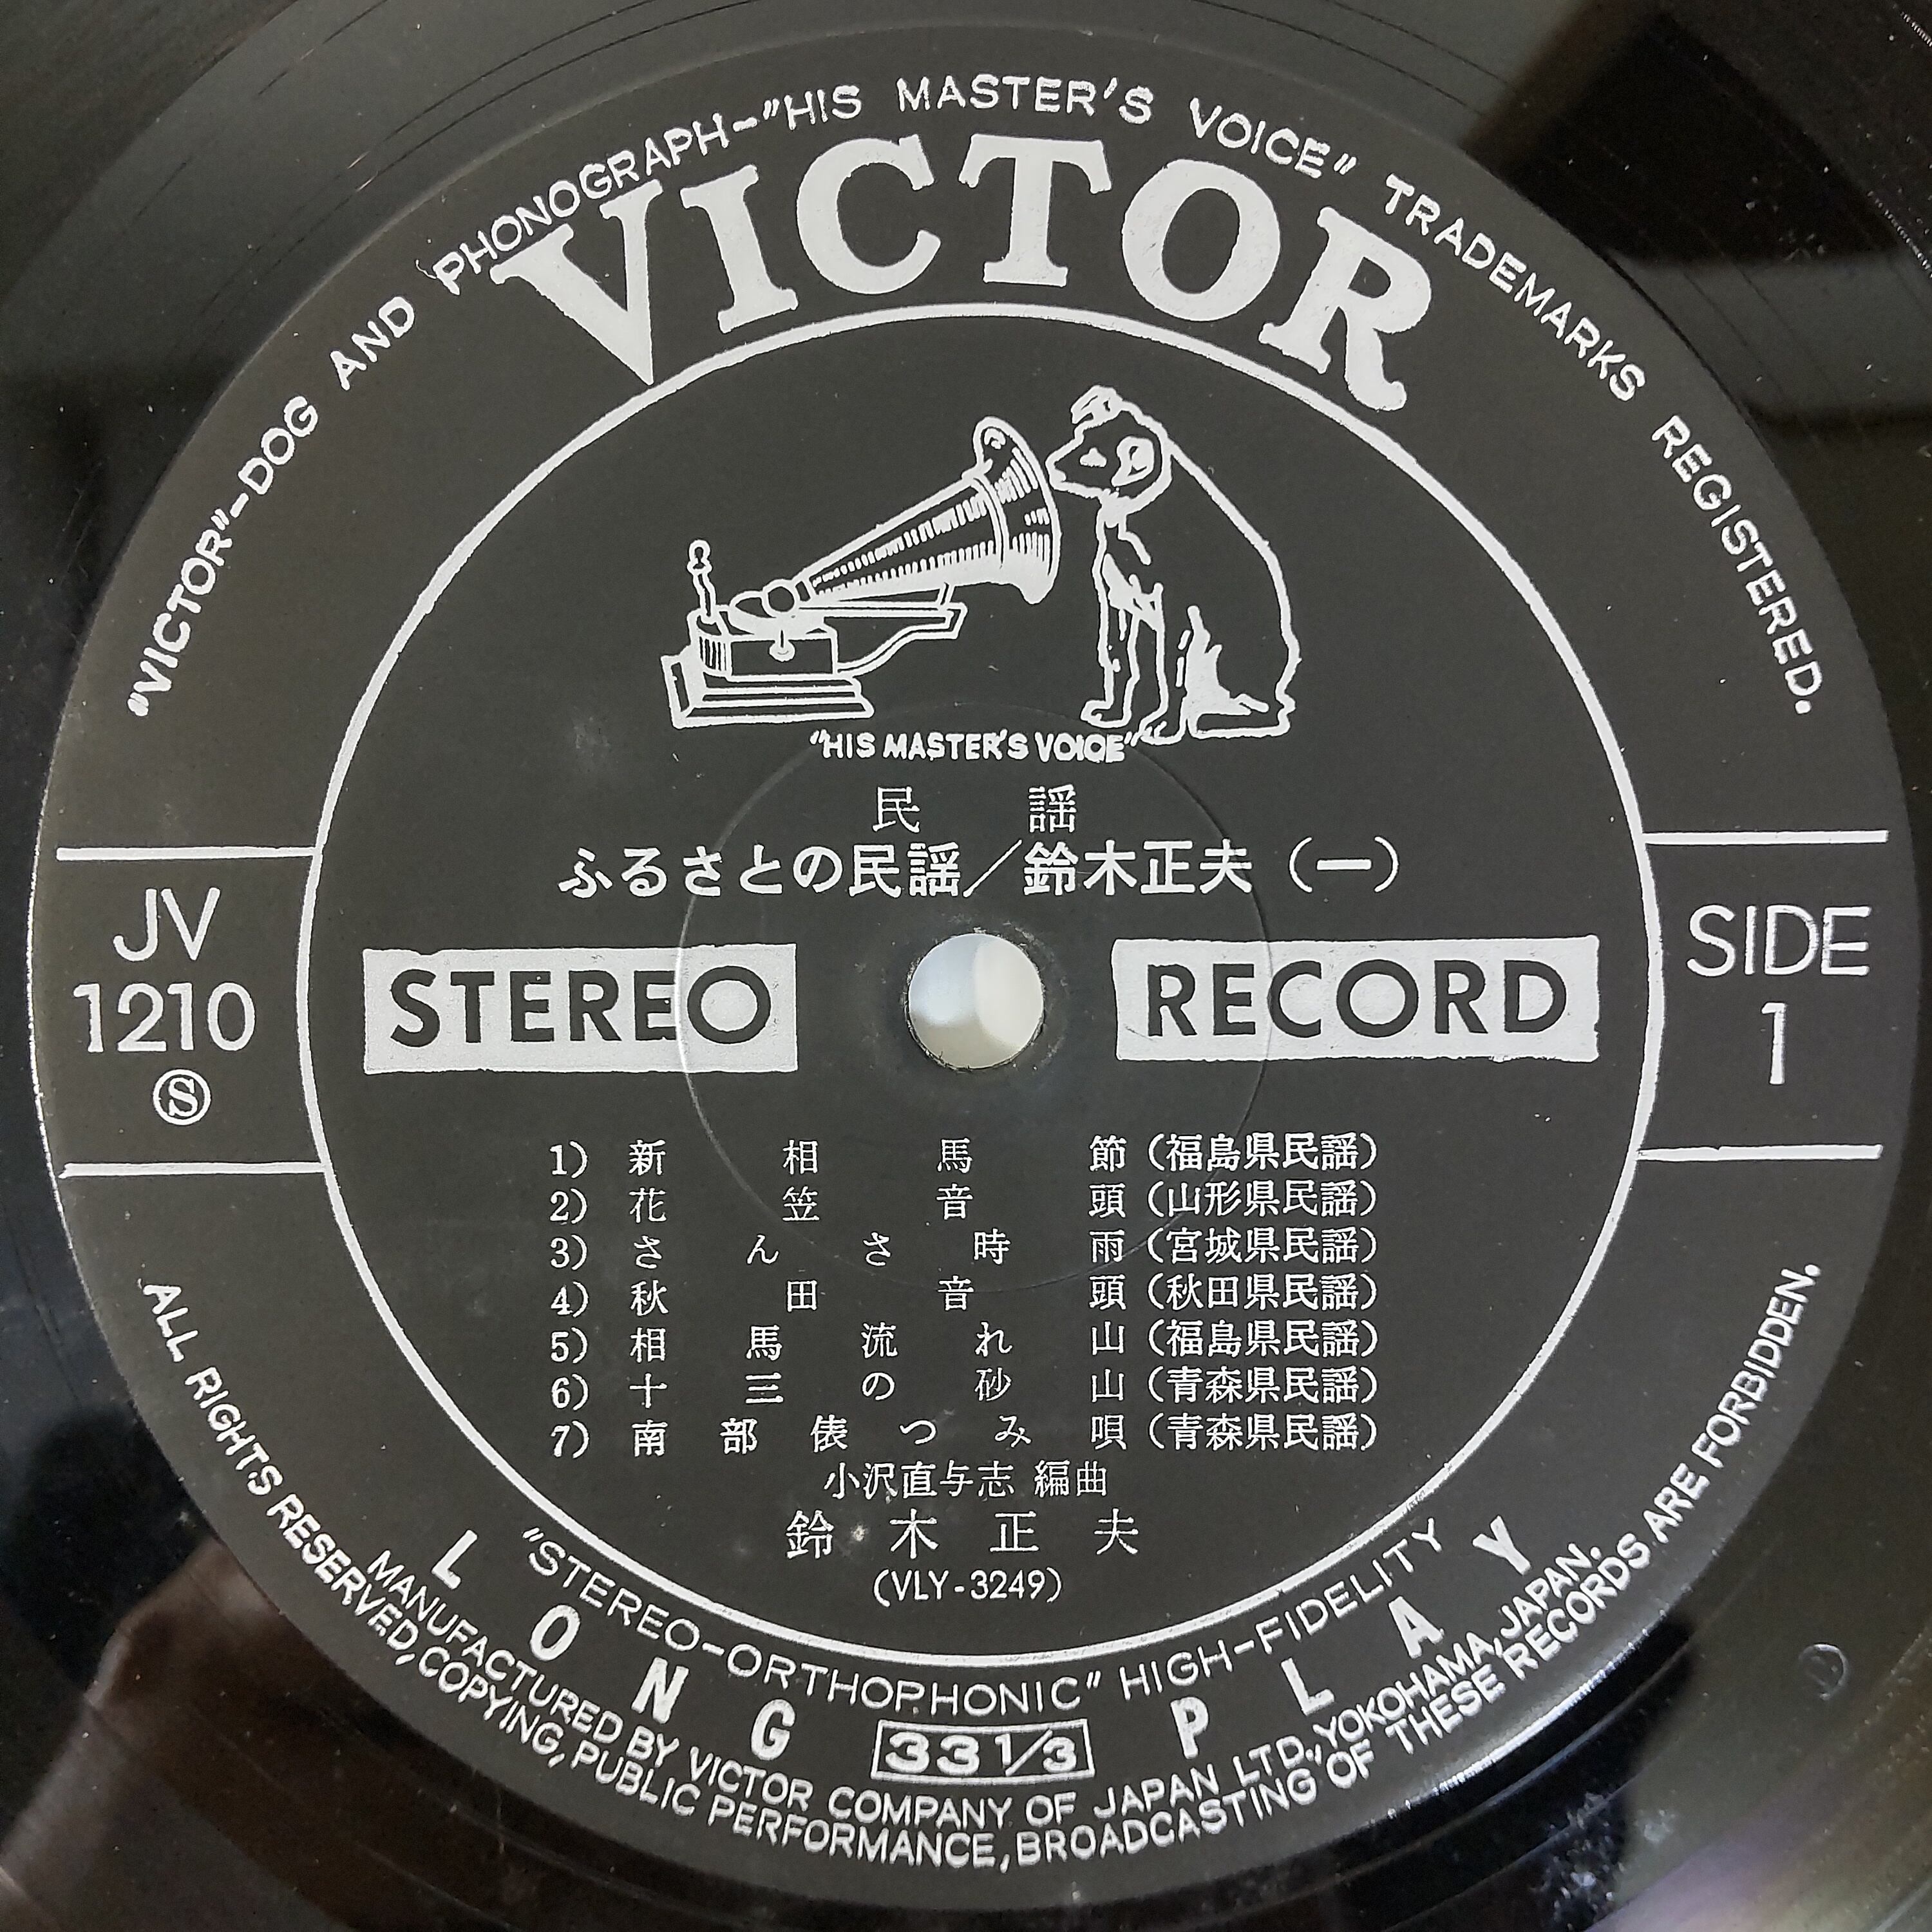 "VICTOR"-DOG AND PHONOGRAPH-"HIS MASTER'S VOICE" TRADEMARKS REGISTERED.
VICTOR
"HIS MASTER'S VOICE"
民謡
ふるさとの民謡／鈴木正夫（一）
JV
1210
Ⓢ
STEREO RECORD
SIDE
1
1) 新相馬節（福島県民謡）
2) 花笠音頭（山形県民謡）
3) さんさ時雨（宮城県民謡）
4) 秋田音頭（秋田県民謡）
5) 相馬流れ山（福島県民謡）
6) 十三の砂山（青森県民謡）
7) 南部俵つみ唄（青森県民謡）
小沢直与志 編曲
鈴木正夫
(VLY-3249)
"STEREO-ORTHOPHONIC" HIGH-FIDELITY
LONG PLAY
33 1/3
MANUFACTURED BY VICTOR COMPANY OF JAPAN LTD., YOKOHAMA, JAPAN.
ALL RIGHTS RESERVED, COPYING, PUBLIC PERFORMANCE, BROADCASTING OF THESE RECORDS ARE FORBIDDEN.